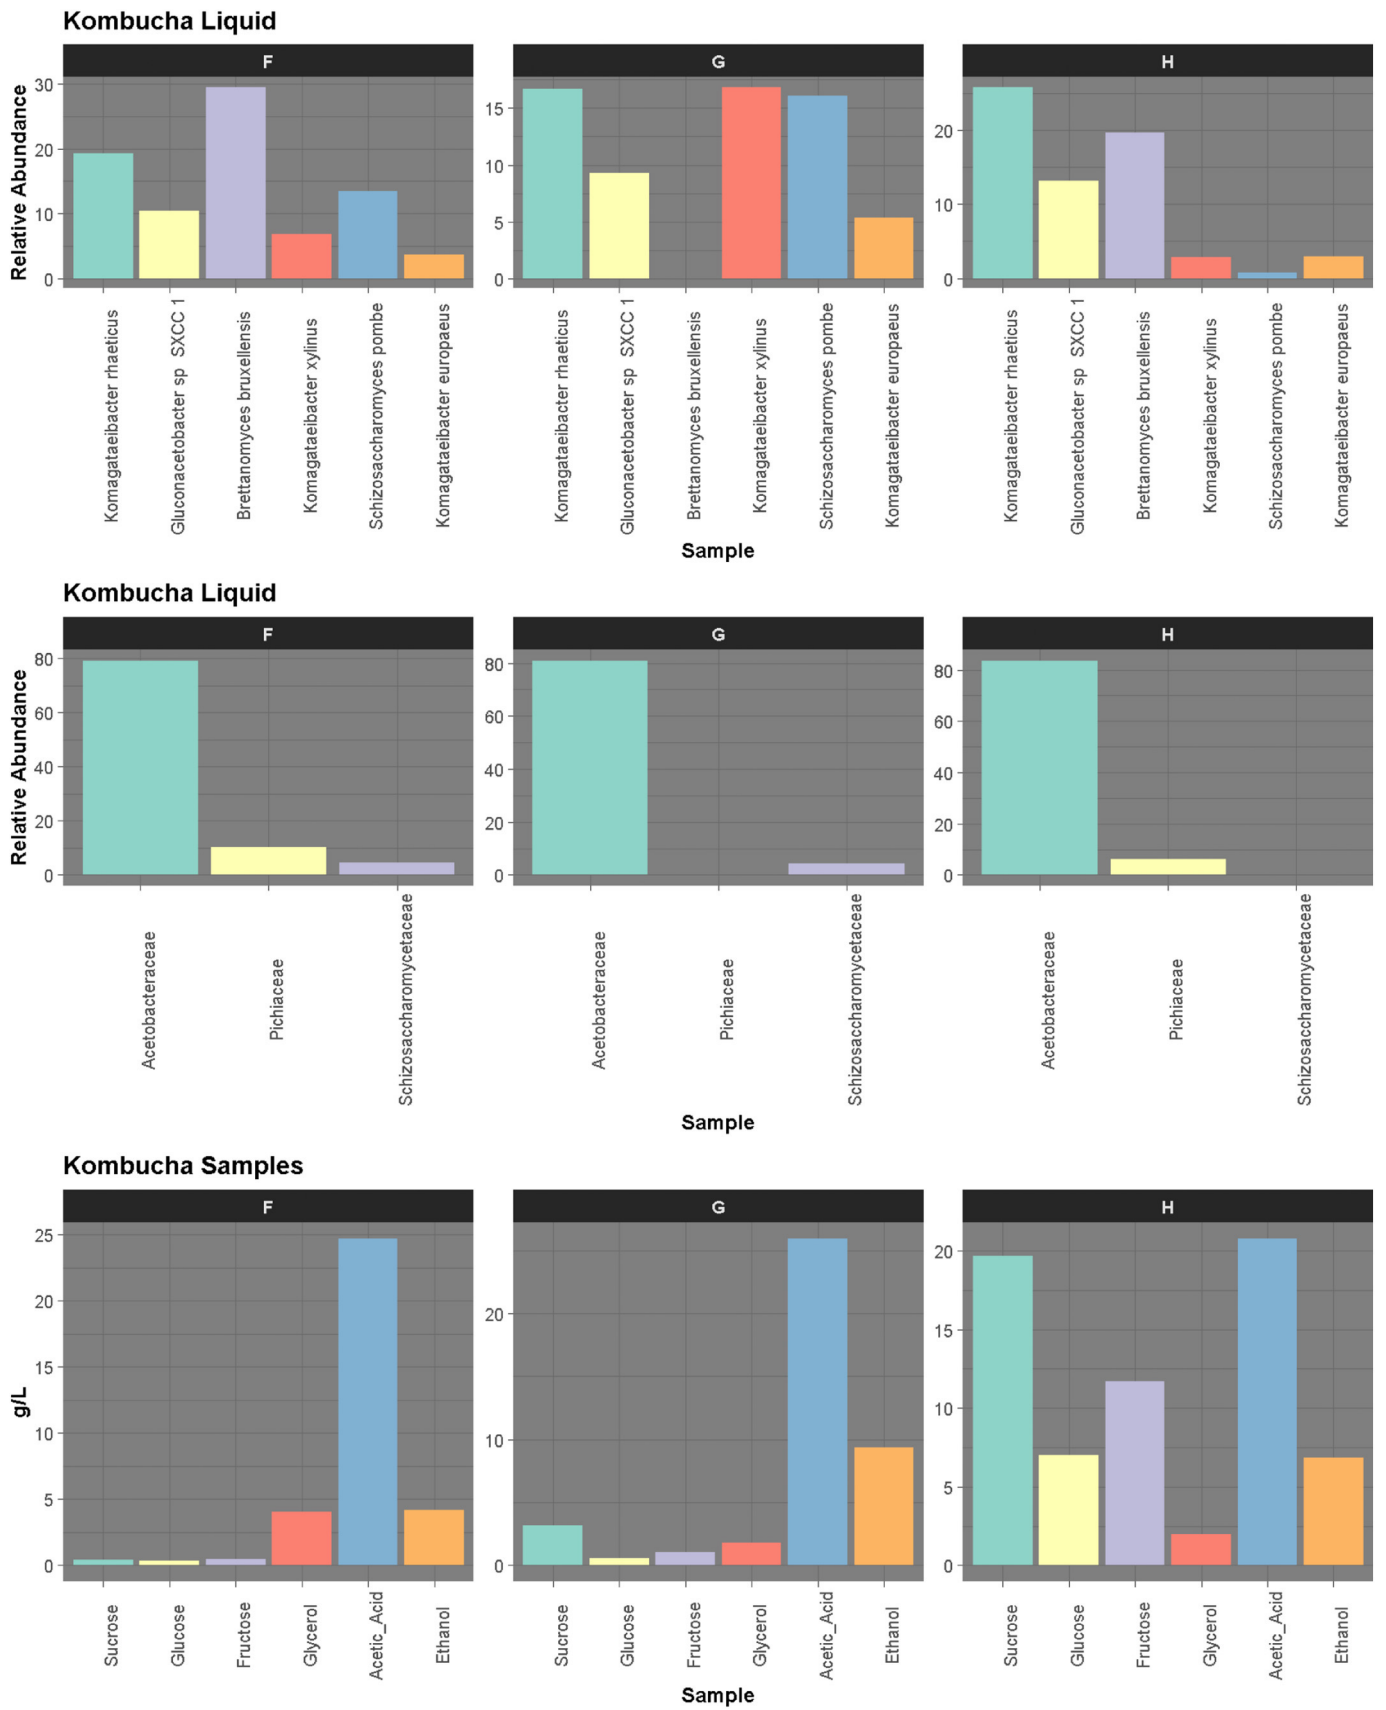 Kombucha Liquid
F
G
H
Relative Abundance
30
20
10
0
15
10
5
0
20
10
0
Komagataeibacter rhaeticus
Gluconacetobacter sp SXCC 1
Brettanomyces bruxellensis
Komagataeibacter xylinus
Schizosaccharomyces pombe
Komagataeibacter europaeus
Komagataeibacter rhaeticus
Gluconacetobacter sp SXCC 1
Brettanomyces bruxellensis
Komagataeibacter xylinus
Schizosaccharomyces pombe
Komagataeibacter europaeus
Komagataeibacter rhaeticus
Gluconacetobacter sp SXCC 1
Brettanomyces bruxellensis
Komagataeibacter xylinus
Schizosaccharomyces pombe
Komagataeibacter europaeus
Sample
Kombucha Liquid
F
G
H
Relative Abundance
80
60
40
20
0
80
60
40
20
0
80
60
40
20
0
Acetobacteraceae
Pichiaceae
Schizosaccharomycetaceae
Acetobacteraceae
Pichiaceae
Schizosaccharomycetaceae
Acetobacteraceae
Pichiaceae
Schizosaccharomycetaceae
Sample
Kombucha Samples
F
G
H
g/L
25
20
15
10
5
0
20
10
0
20
15
10
5
0
Sucrose
Glucose
Fructose
Glycerol
Acetic_Acid
Ethanol
Sucrose
Glucose
Fructose
Glycerol
Acetic_Acid
Ethanol
Sucrose
Glucose
Fructose
Glycerol
Acetic_Acid
Ethanol
Sample